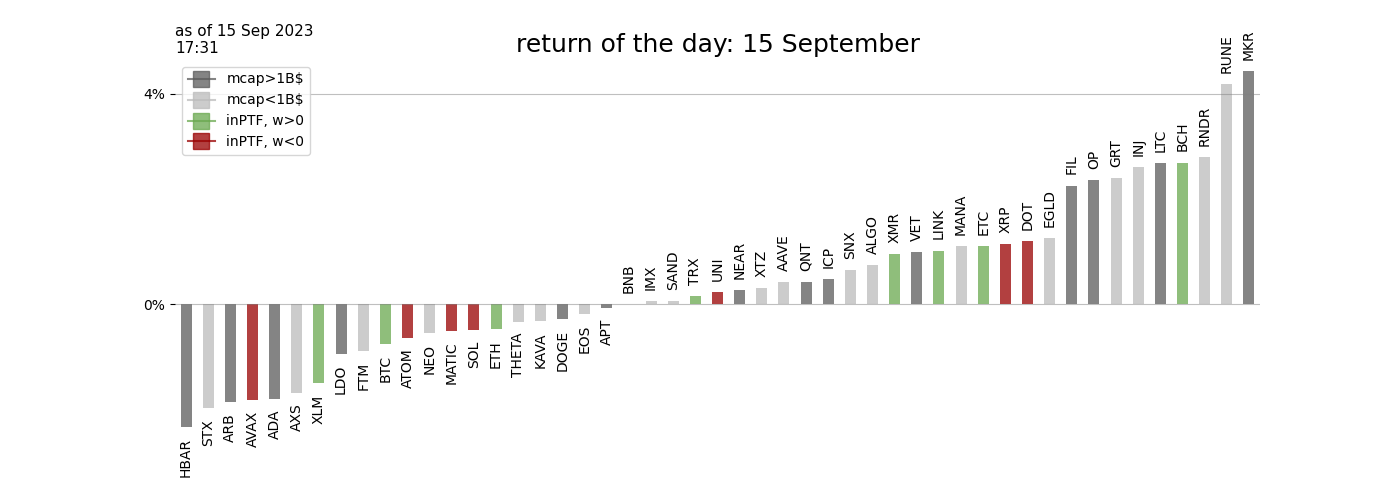 as of 15 Sep 2023
17:31
return of the day: 15 September
mcap>1B$
mcap<1B$
inPTF, w>0
inPTF, w<0
4%
0%
HBAR
STX
ARB
AVAX
ADA
AXS
XLM
LDO
FTM
BTC
ATOM
NEO
MATIC
SOL
ETH
THETA
KAVA
DOGE
EOS
APT
BNB
IMX
SAND
TRX
UNI
NEAR
XTZ
AAVE
QNT
ICP
SNX
ALGO
XMR
VET
LINK
MANA
ETC
XRP
DOT
EGLD
FIL
OP
GRT
INJ
LTC
BCH
RNDR
RUNE
MKR